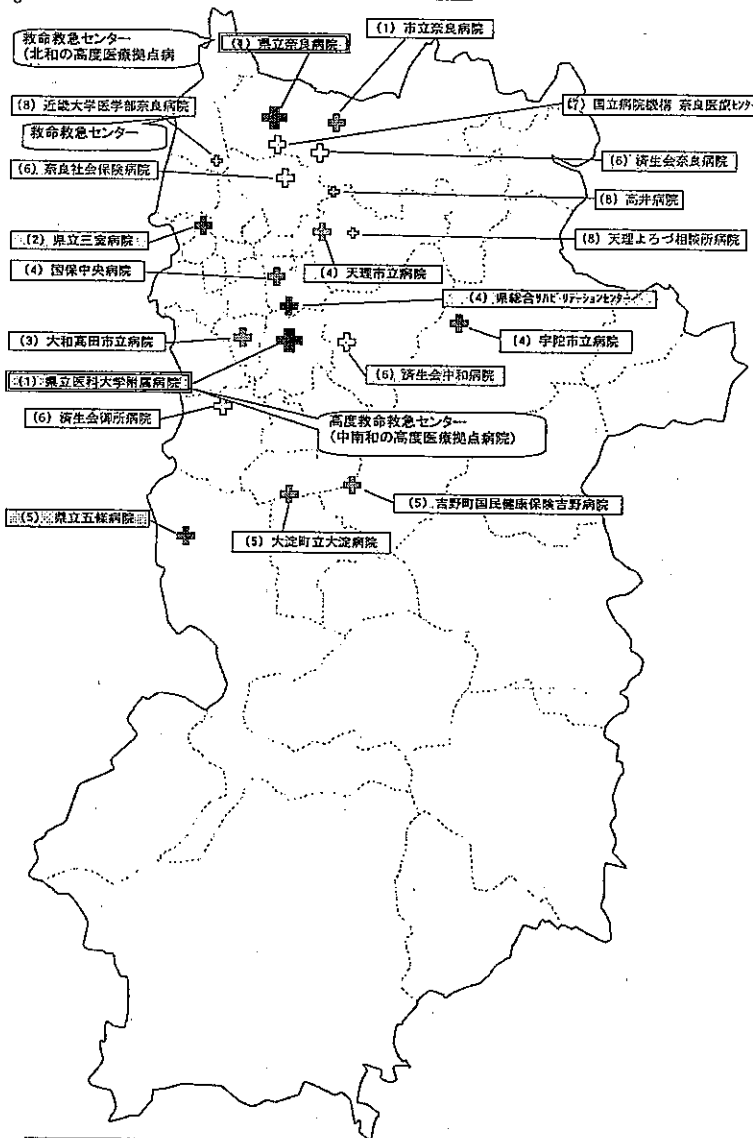 救命救急センター
(北和の高度医療拠点病
(1) 県立奈良病院
(1) 市立奈良病院
(8) 近畿大学医学部奈良病院
(7) 国立病院機構 奈良医療センター
救命救急センター
(6) 済生会奈良病院
(6) 奈良社会保険病院
(8) 高井病院
(2) 県立三室病院
(8) 天理よろづ相談所病院
(4) 天理市立病院
(4) 国保中央病院
(4) 県総合リハビリテーションセンター
(3) 大和高田市立病院
(4) 宇陀市立病院
(6) 済生会中和病院
(1) 県立医科大学附属病院
(6) 済生会御所病院
高度救命救急センター
(中南和の高度医療拠点病院)
(5) 吉野町国民健康保険吉野病院
(5) 県立五條病院
(5) 大淀町立大淀病院